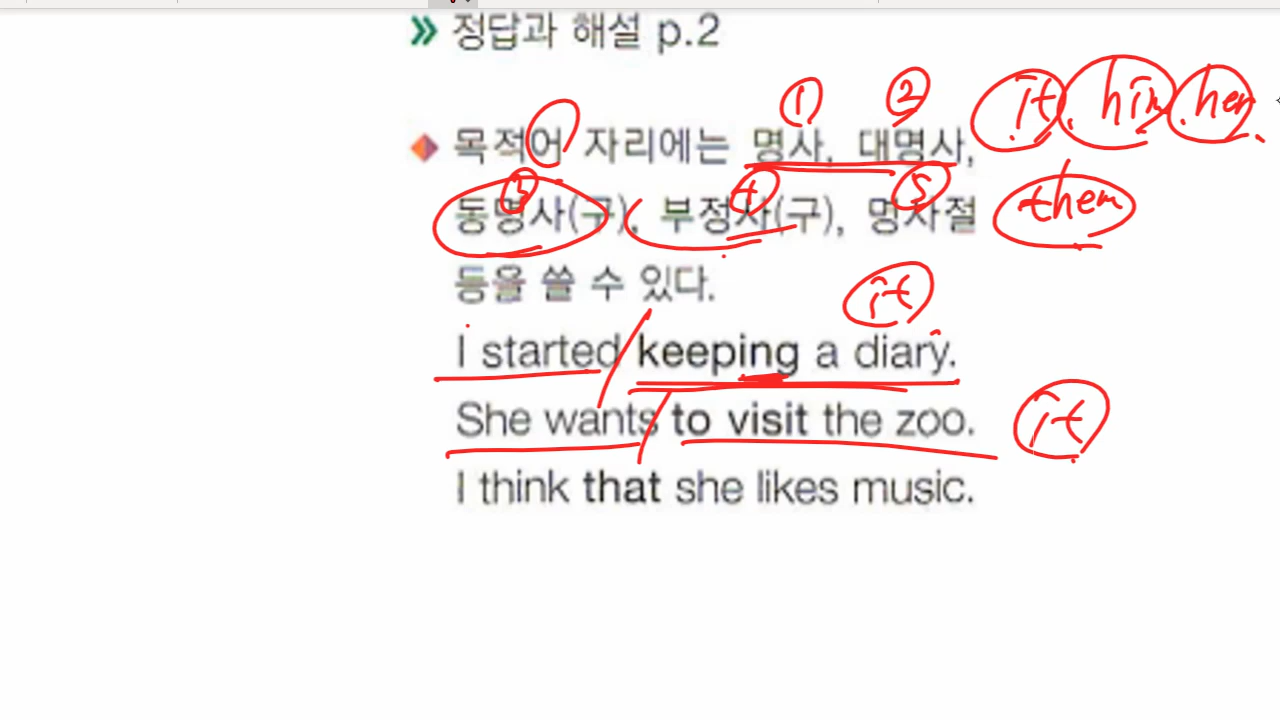 » 정답과 해설 p.2
① ② it, him, her,
목적어 자리에는 명사, 대명사,
③ ④ ⑤
동명사(구), 부정사(구), 명사절 them
등을 쓸 수 있다.
it
I started / keeping a diary.
She wants / to visit the zoo. it
I think that she likes music.